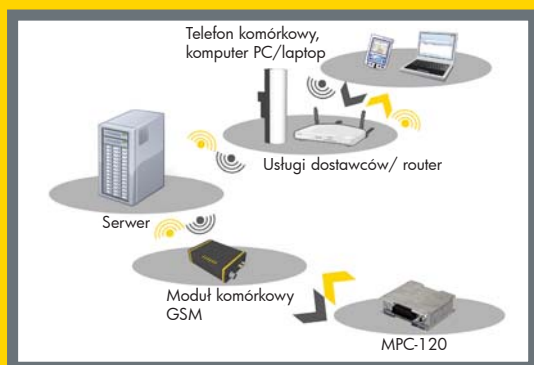 Telefon komórkowy,
komputer PC/laptop
Usługi dostawców/ router
Serwer
Moduł komórkowy
GSM
MPC-120